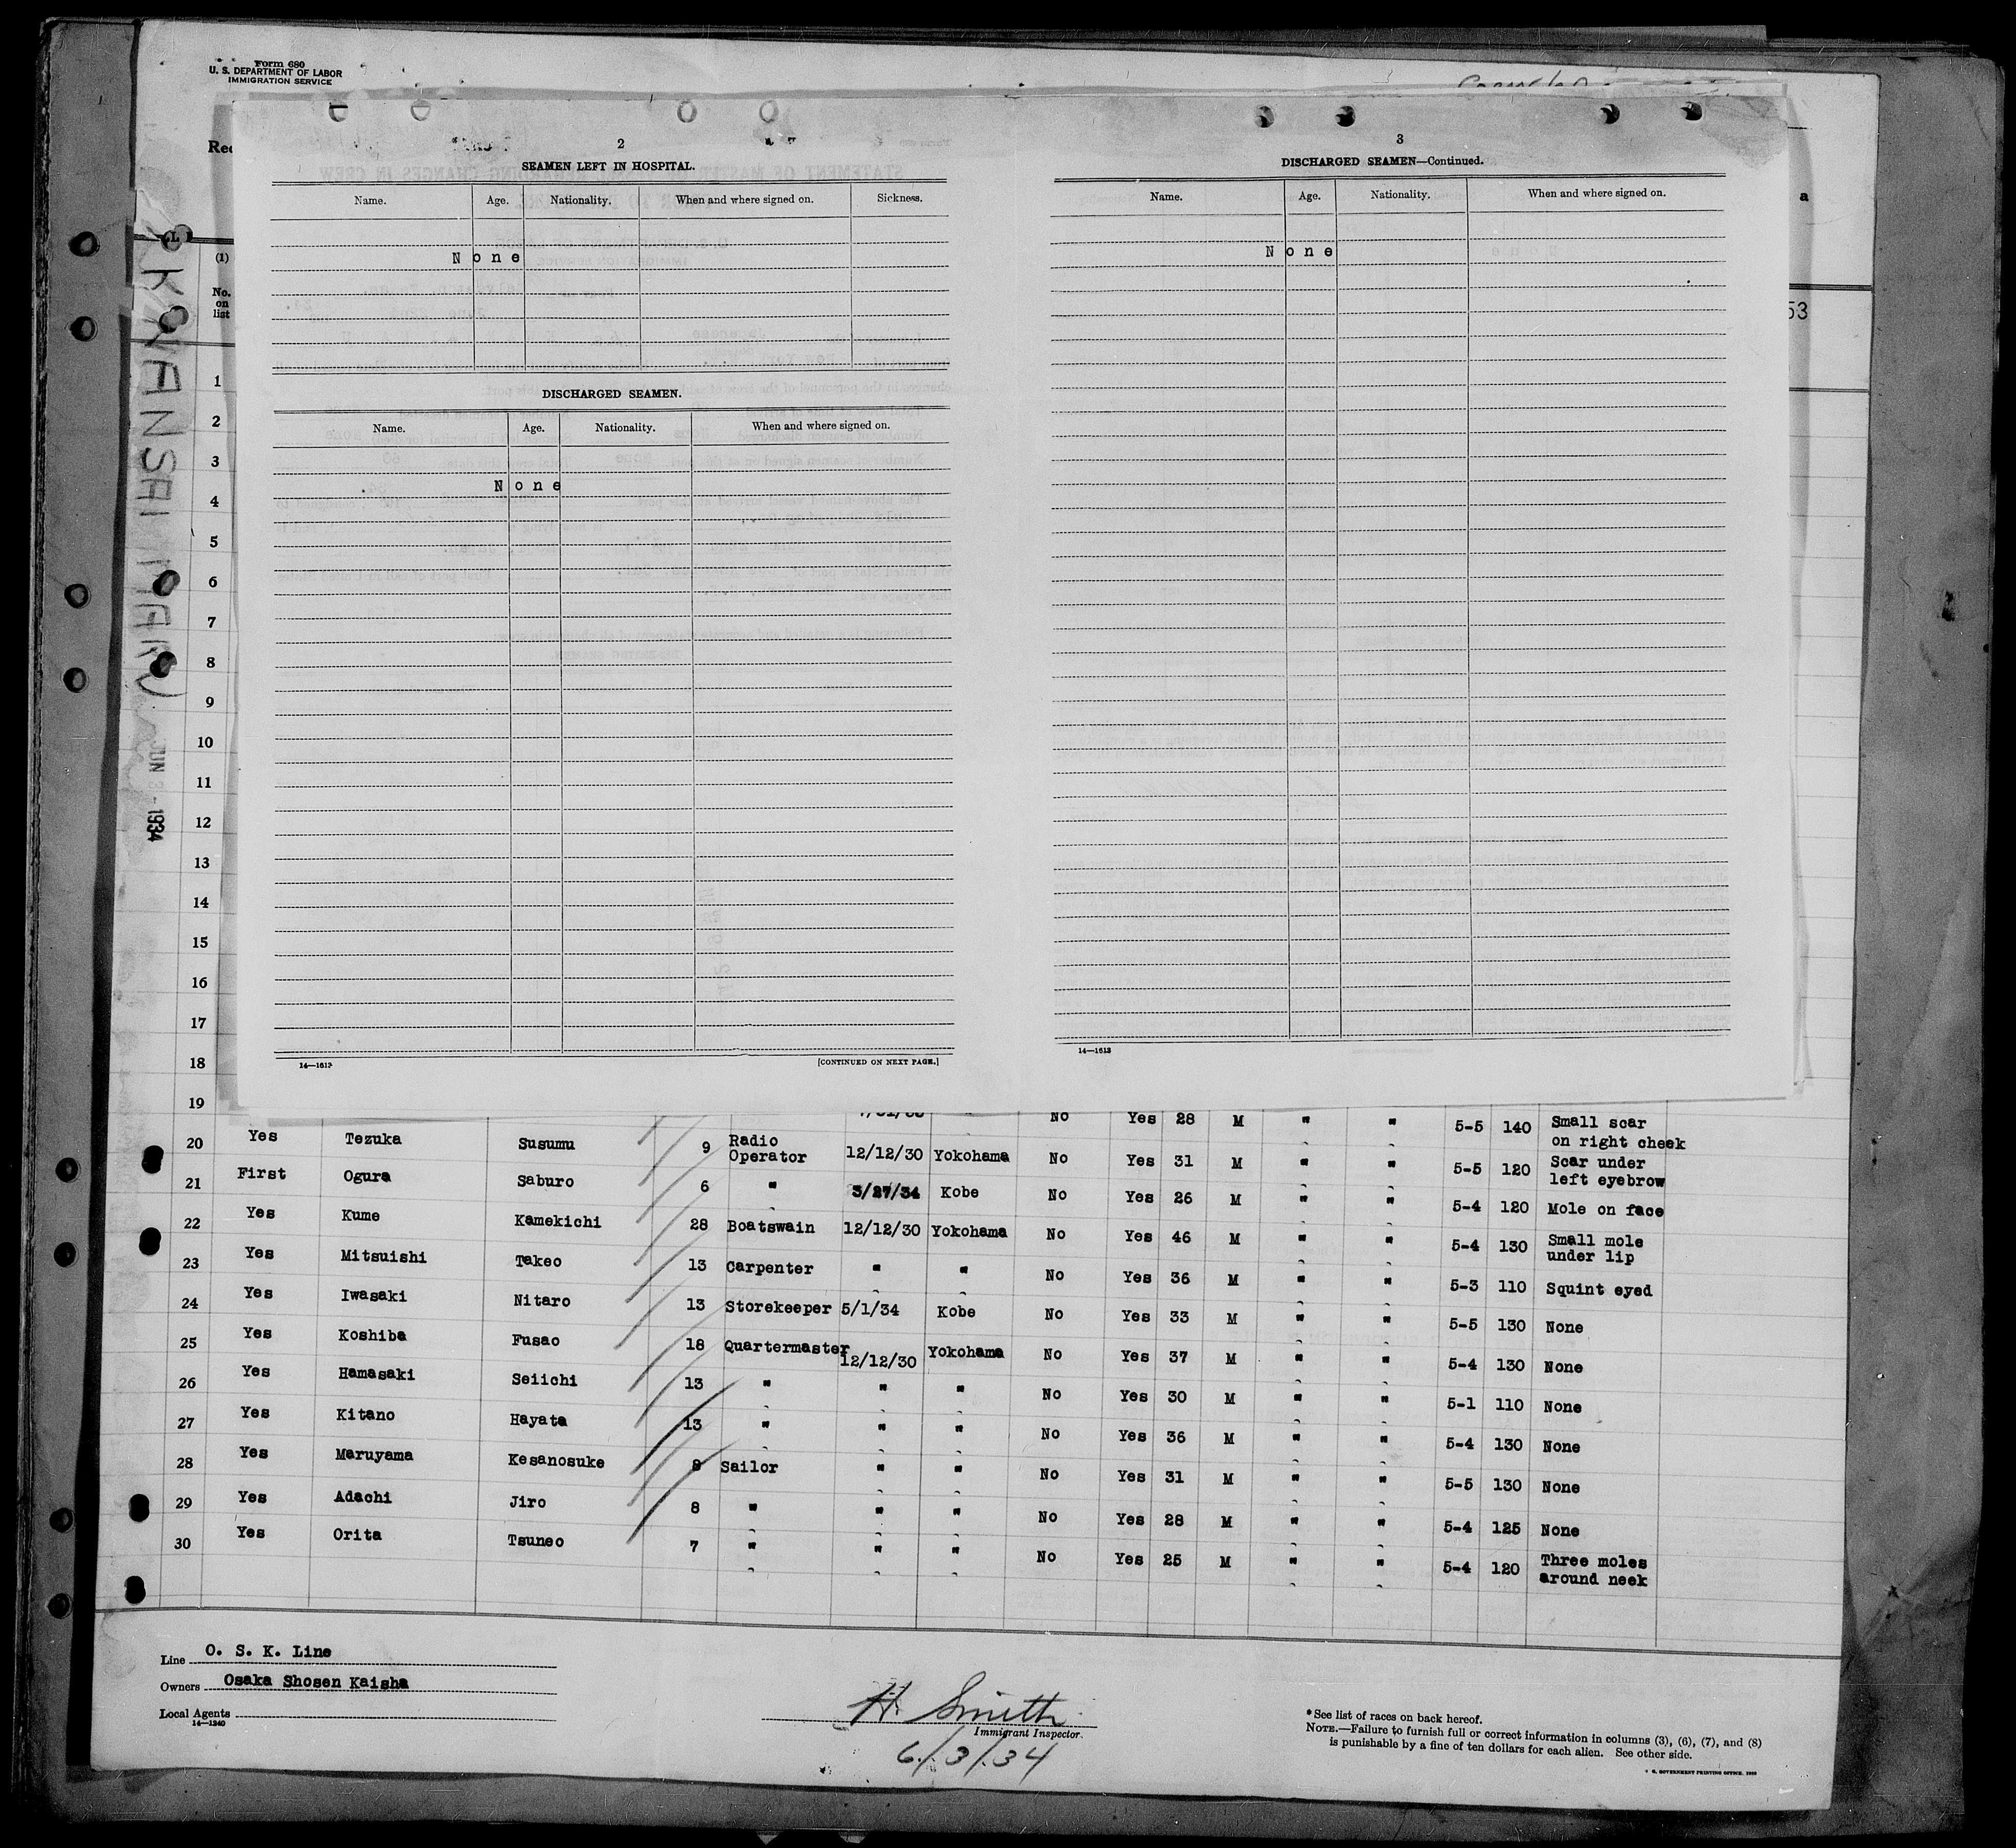 Form 680
U. S. DEPARTMENT OF LABOR
IMMIGRATION SERVICE
KWANSAI MARU
JUN 3 - 1934
(1)
No.
on
list
53
2
SEAMEN LEFT IN HOSPITAL.
Name. Age. Nationality. When and where signed on. Sickness.
None
DISCHARGED SEAMEN.
Name. Age. Nationality. When and where signed on.
None
14—1613 [CONTINUED ON NEXT PAGE.]
3
DISCHARGED SEAMEN—Continued.
Name. Age. Nationality. When and where signed on.
None
14—1613
1
2
3
4
5
6
7
8
9
10
11
12
13
14
15
16
17
18
19 No Yes 28 M " " 5-5 140 Small scar
on right cheek
20 Yes Tezuka Susumu 9 Radio Operator 12/12/30 Yokohama No Yes 31 M " " 5-5 120 Scar under
left eyebrow
21 First Ogura Saburo 6 " 3/27/34 Kobe No Yes 26 M " " 5-4 120 Mole on face
22 Yes Kume Kamekichi 28 Boatswain 12/12/30 Yokohama No Yes 46 M " " 5-4 130 Small mole
under lip
23 Yes Mitsuishi Takeo 13 Carpenter " " No Yes 36 M " " 5-3 110 Squint eyed
24 Yes Iwasaki Nitaro 13 Storekeeper 5/1/34 Kobe No Yes 33 M " " 5-5 130 None
25 Yes Koshiba Fusao 18 Quartermaster 12/12/30 Yokohama No Yes 37 M " " 5-4 130 None
26 Yes Hamasaki Seiichi 13 " " " No Yes 30 M " " 5-1 110 None
27 Yes Kitano Hayata 13 " " " No Yes 36 M " " 5-4 130 None
28 Yes Maruyama Kesanosuke 8 Sailor " " No Yes 31 M " " 5-5 130 None
29 Yes Adachi Jiro 8 " " " No Yes 28 M " " 5-4 125 None
30 Yes Orita Tsuneo 7 " " " No Yes 25 M " " 5-4 120 Three moles
around neck
Line O. S. K. Line
Owners Osaka Shosen Kaisha
Local Agents
14—1240
H. Smith
Immigrant Inspector.
6/3/34
* See list of races on back hereof.
NOTE.—Failure to furnish full or correct information in columns (3), (6), (7), and (8)
is punishable by a fine of ten dollars for each alien. See other side.